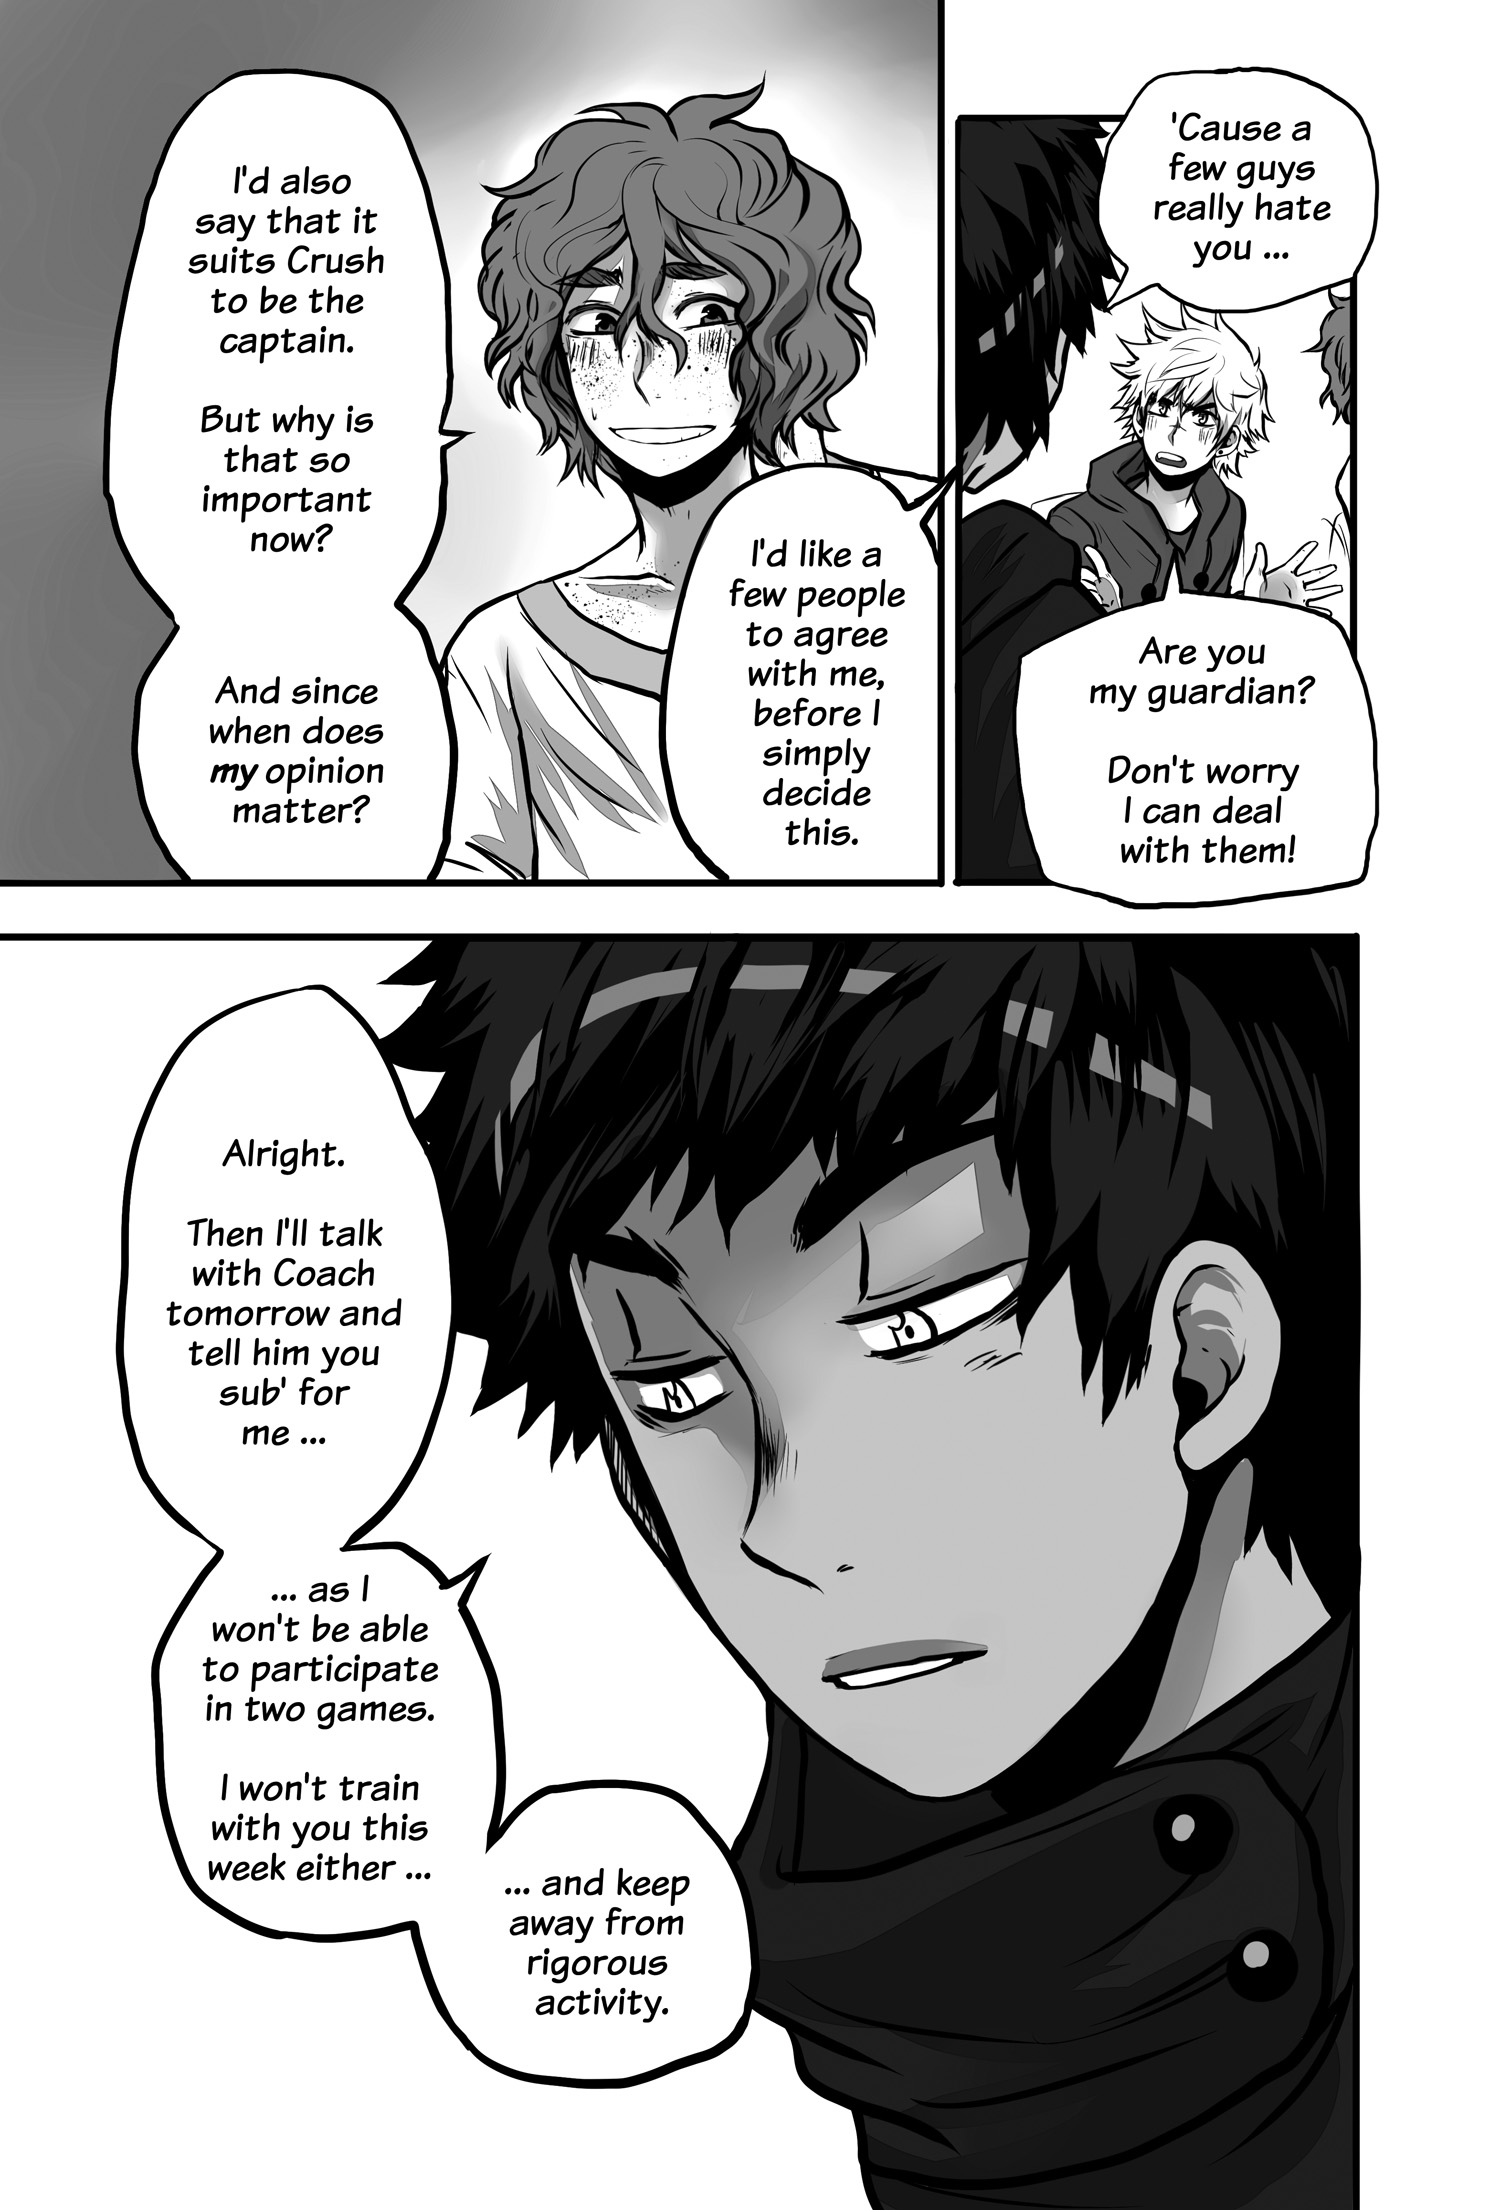 I'd also
say that it
suits Crush
to be the
captain.
But why is
that so
important
now?
And since
when does
my opinion
matter?
I'd like a
few people
to agree
with me,
before I
simply
decide
this.
'Cause a
few guys
really hate
you ...
Are you
my guardian?
Don't worry
I can deal
with them!
Alright.
Then I'll talk
with Coach
tomorrow and
tell him you
sub' for
me ...
... as I
won't be able
to participate
in two games.
I won't train
with you this
week either ...
... and keep
away from
rigorous
activity.